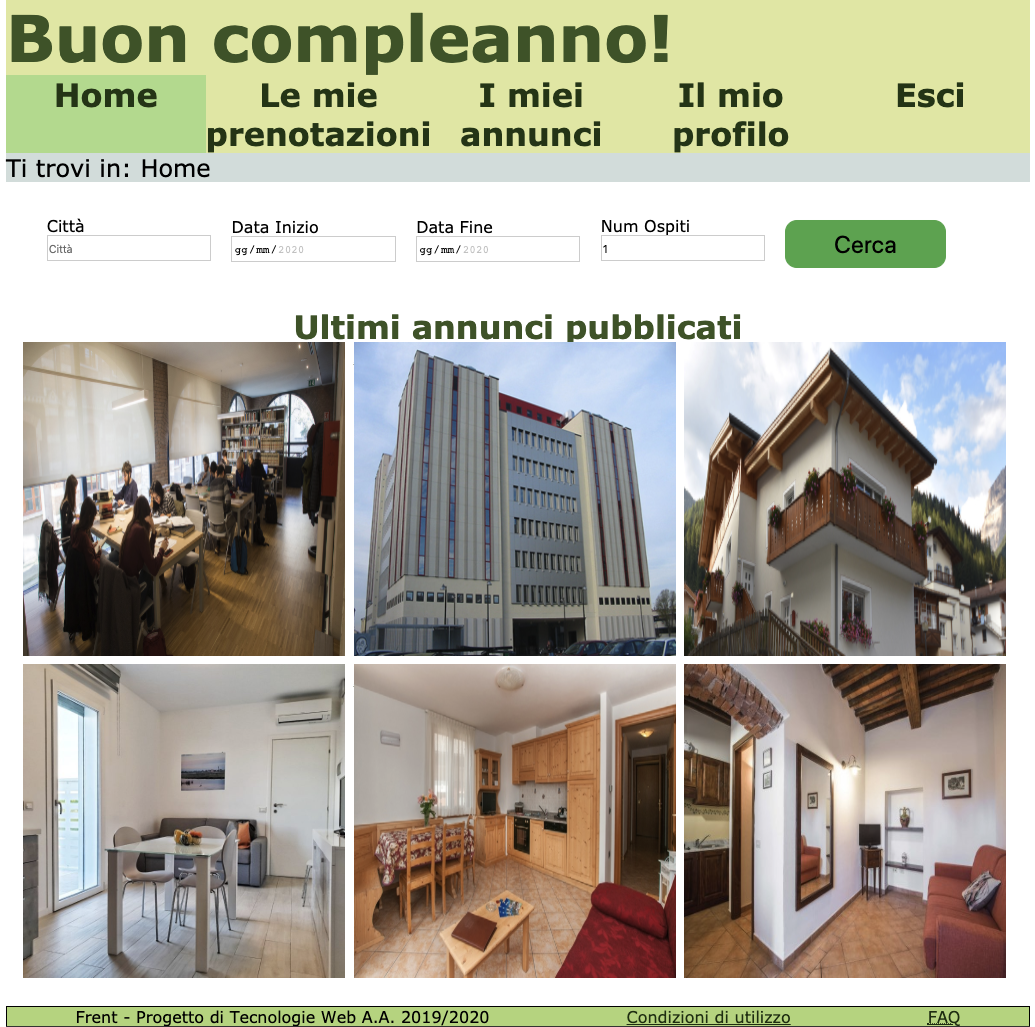 Buon compleanno!
Home Le mie prenotazioni I miei annunci Il mio profilo Esci
Ti trovi in: Home
Città Data Inizio Data Fine Num Ospiti
Città gg/mm/2020 gg/mm/2020 1 Cerca
Ultimi annunci pubblicati
Frent - Progetto di Tecnologie Web A.A. 2019/2020 Condizioni di utilizzo FAQ